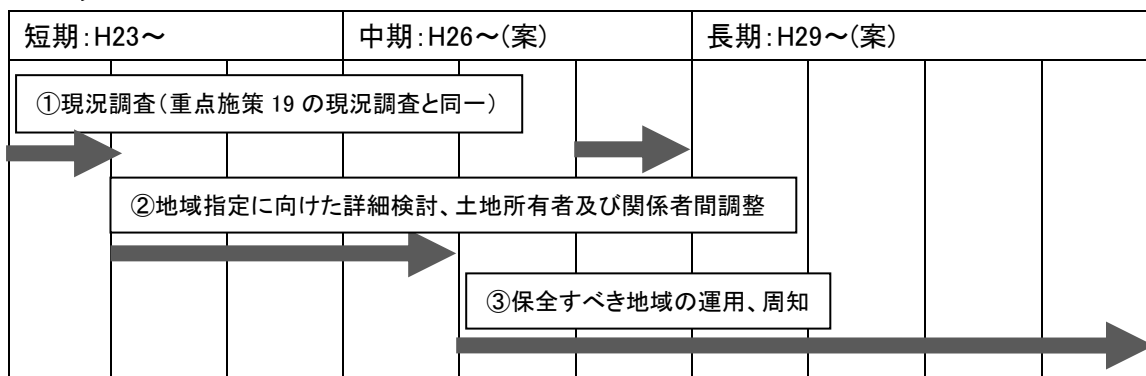 短期：H23～
中期：H26～（案）
長期：H29～（案）
①現況調査（重点施策 19 の現況調査と同一）
②地域指定に向けた詳細検討、土地所有者及び関係者間調整
③保全すべき地域の運用、周知